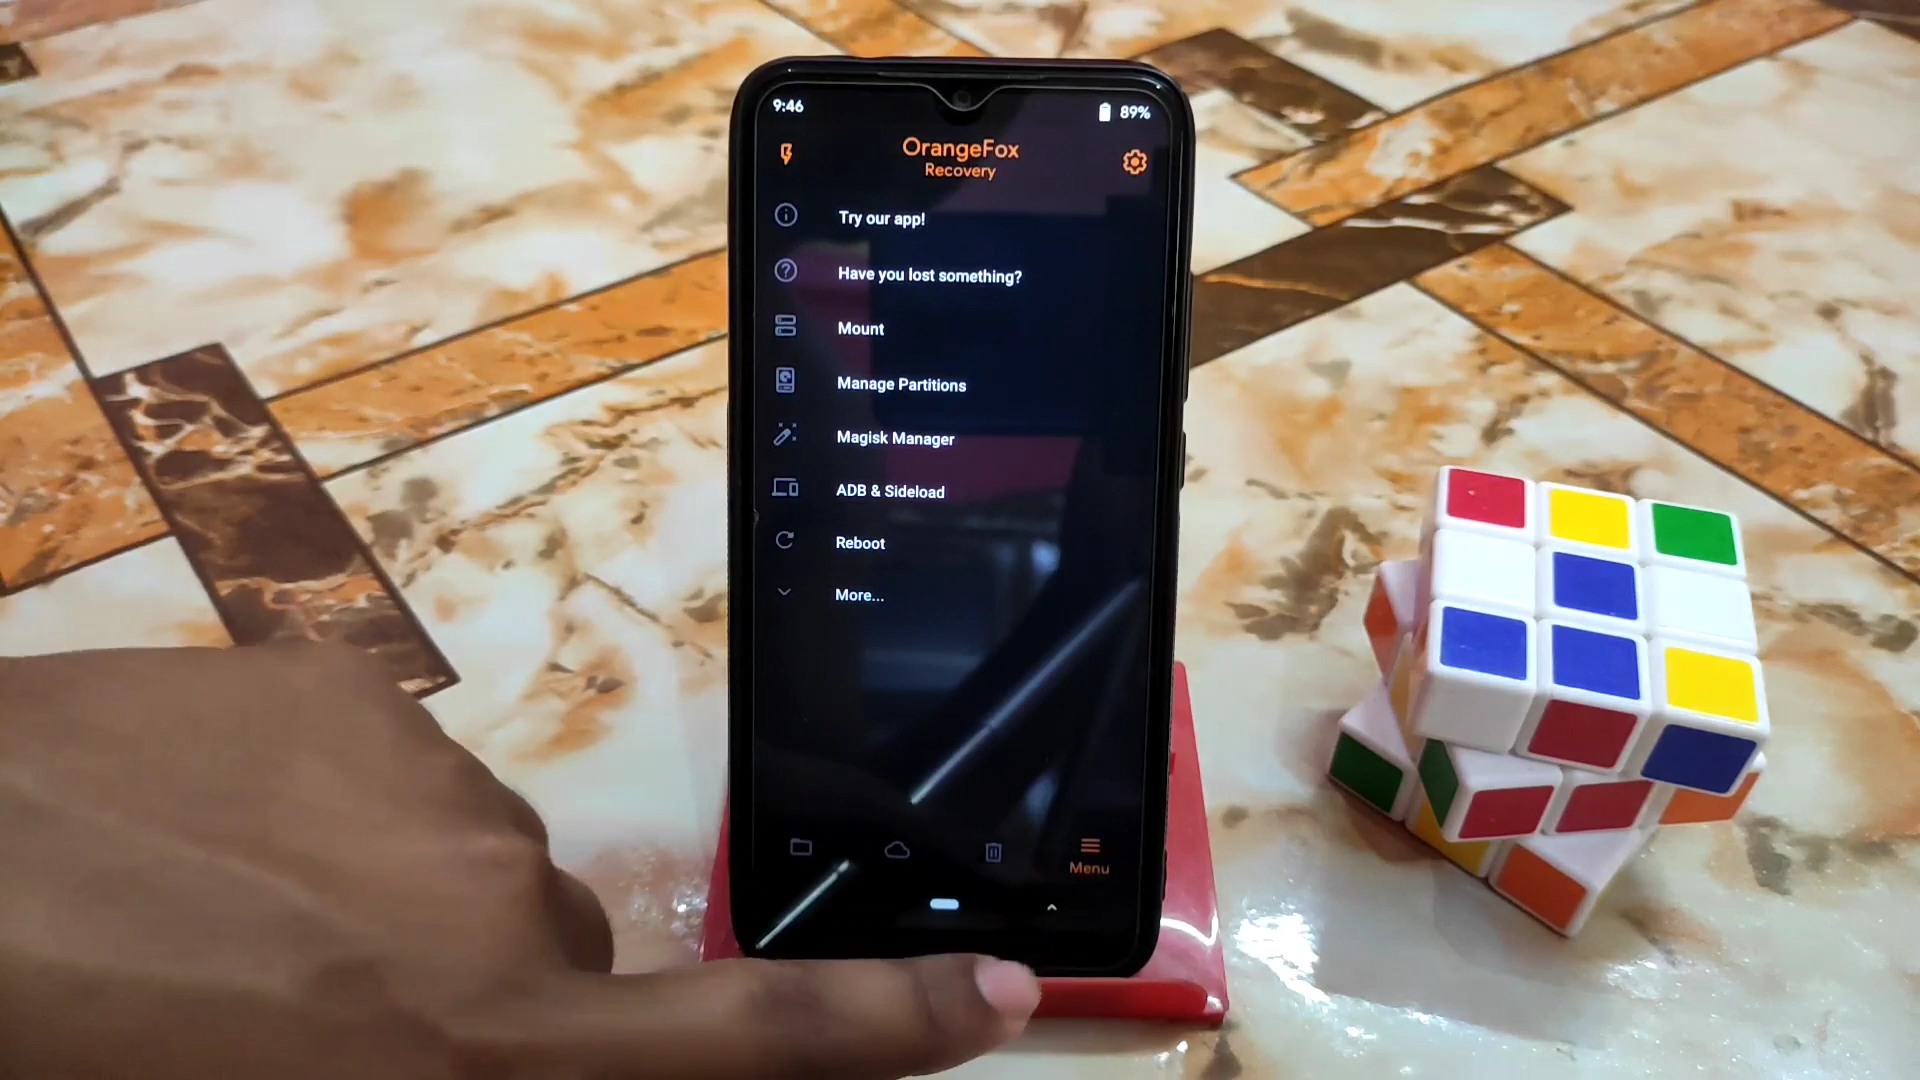 9:46
89%
OrangeFox
Recovery
Try our app!
Have you lost something?
Mount
Manage Partitions
Magisk Manager
ADB & Sideload
Reboot
More...
Menu